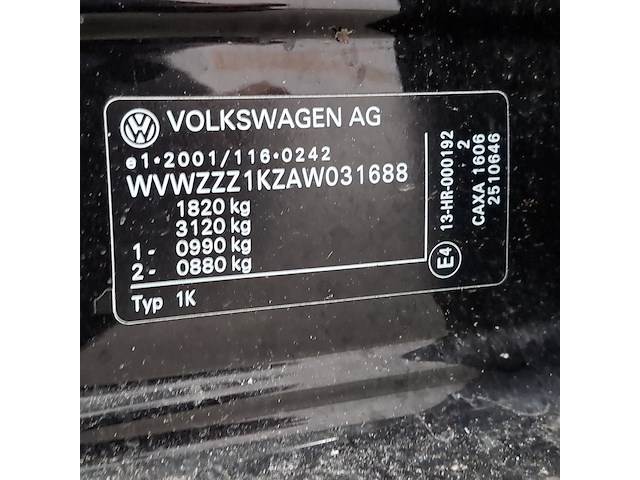 VW VOLKSWAGEN AG
e1*2001/116*0242
WVWZZZ1KZAW031688
1820 kg
3120 kg
1- 0990 kg
2- 0880 kg
Typ 1K
E4 13-HR-000192
2
CAXA 1606
2510646